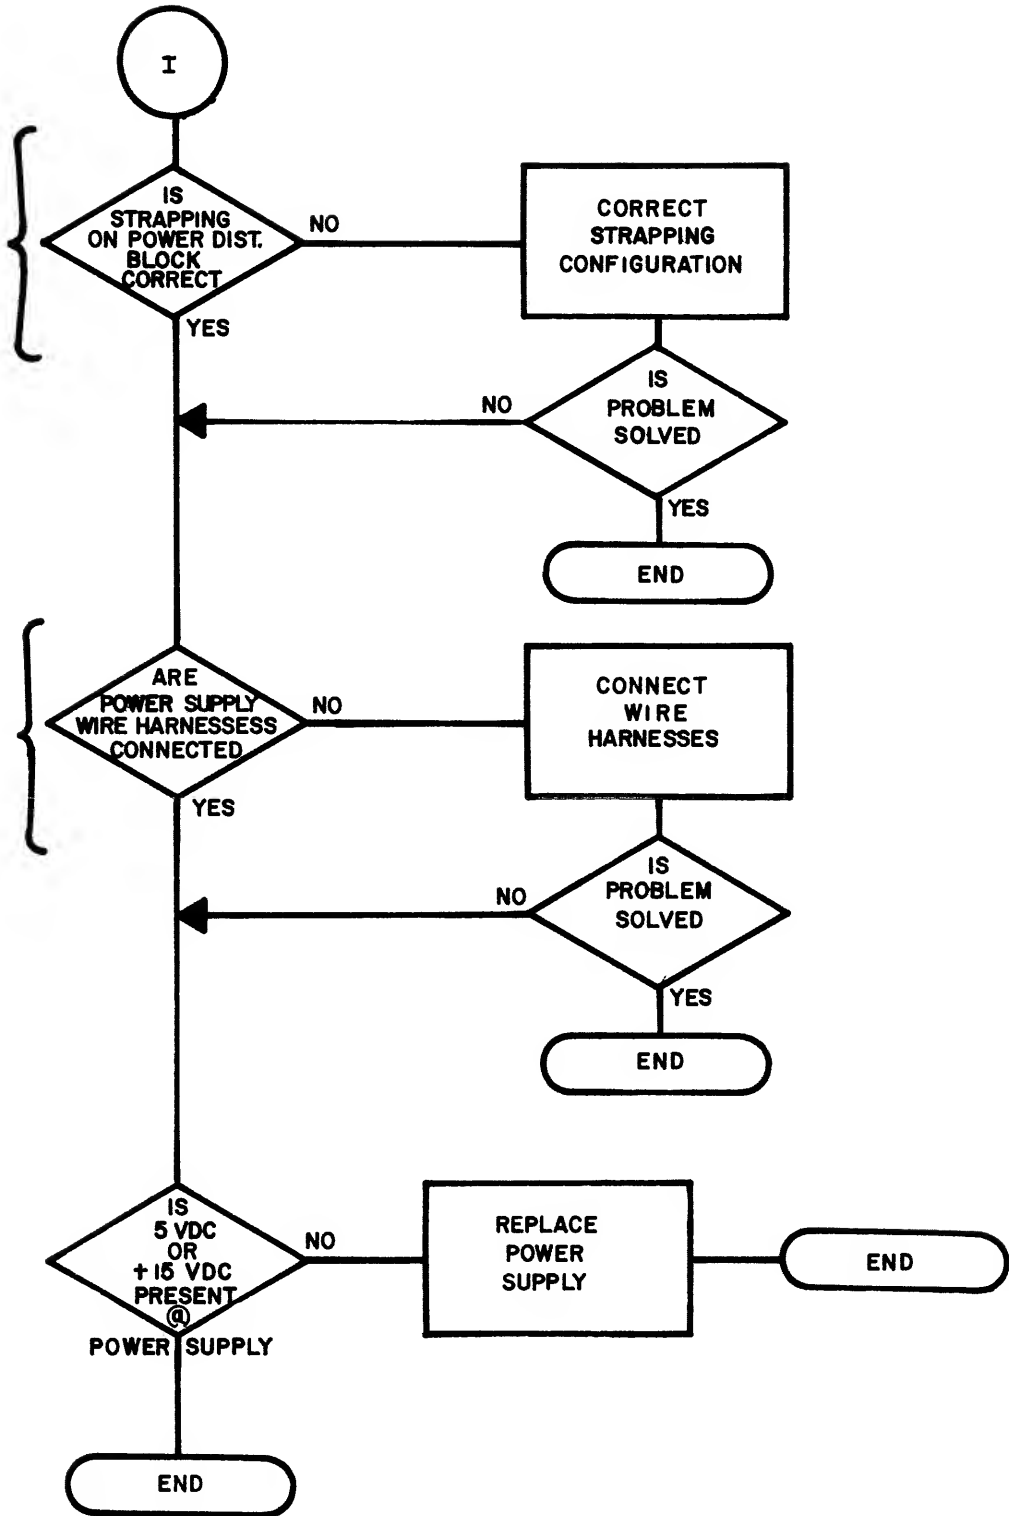 I
IS
STRAPPING
ON POWER DIST.
BLOCK
CORRECT
NO
YES
CORRECT
STRAPPING
CONFIGURATION
IS
PROBLEM
SOLVED
NO
YES
END
ARE
POWER SUPPLY
WIRE HARNESSESS
CONNECTED
NO
YES
CONNECT
WIRE
HARNESSES
IS
PROBLEM
SOLVED
NO
YES
END
IS
5 VDC
OR
+15 VDC
PRESENT
@
POWER SUPPLY
NO
REPLACE
POWER
SUPPLY
END
END